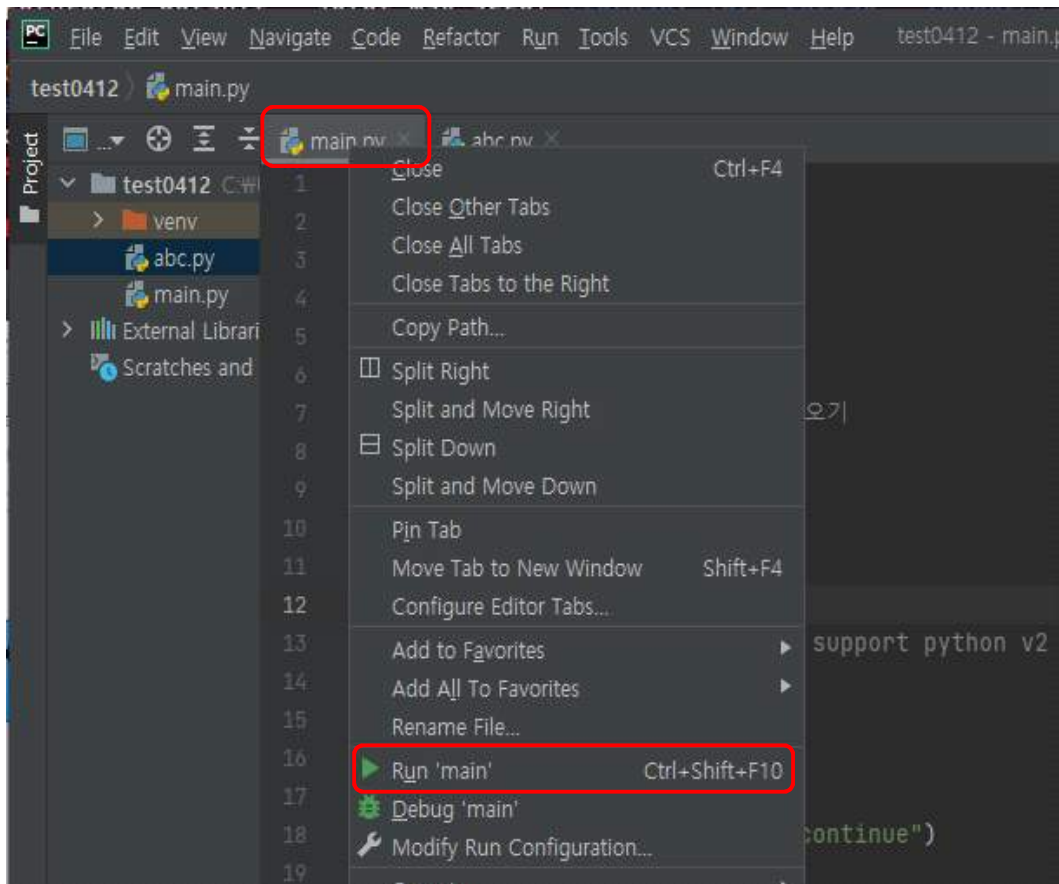 PC File Edit View Navigate Code Refactor Run Tools VCS Window Help test0412 - main.p
test0412 main.py
Project
... main.py abc.py
test0412 C:₩
venv
abc.py
main.py
External Librari
Scratches and
1
2
3
4
5
6
7
8
9
10
11
12
13
14
15
16
17
18
19
Close Ctrl+F4
Close Other Tabs
Close All Tabs
Close Tabs to the Right
Copy Path...
Split Right
Split and Move Right
오기
Split Down
Split and Move Down
Pin Tab
Move Tab to New Window Shift+F4
Configure Editor Tabs...
Add to Favorites
support python v2
Add All To Favorites
Rename File...
Run 'main' Ctrl+Shift+F10
Debug 'main'
continue")
Modify Run Configuration...